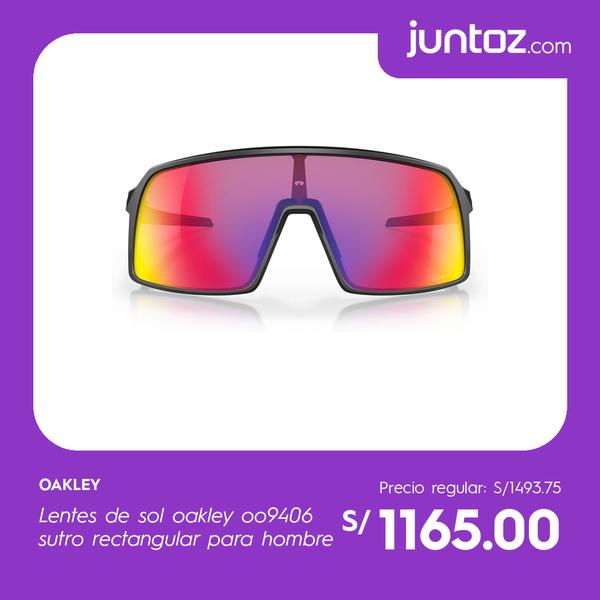 juntoz.com
OAKLEY
Lentes de sol oakley oo9406
sutro rectangular para hombre
Precio regular: S/1493.75
S/1165.00